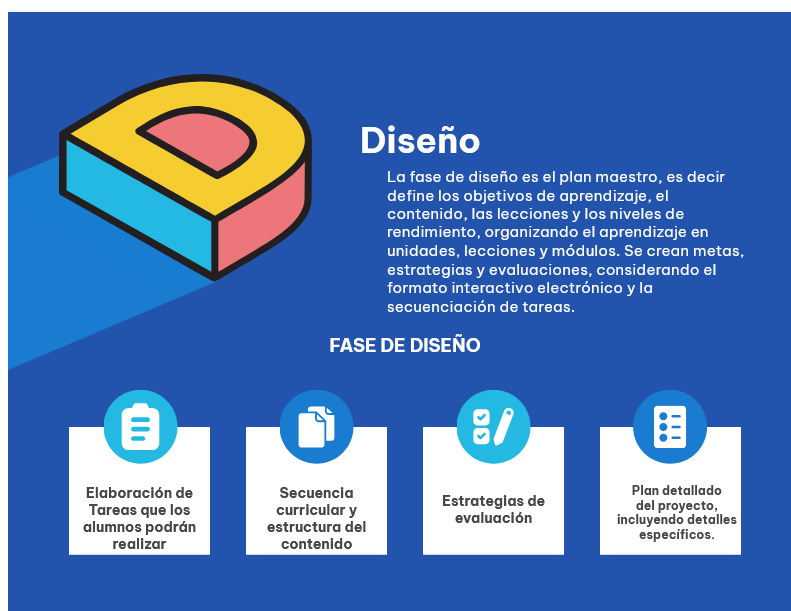 D
Diseño
La fase de diseño es el plan maestro, es decir
define los objetivos de aprendizaje, el
contenido, las lecciones y los niveles de
rendimiento, organizando el aprendizaje en
unidades, lecciones y módulos. Se crean metas,
estrategias y evaluaciones, considerando el
formato interactivo electrónico y la
secuenciación de tareas.
FASE DE DISEÑO
Elaboración de
Tareas que los
alumnos podrán
realizar
Secuencia
curricular y
estructura del
contenido
Estrategias de
evaluación
Plan detallado
del proyecto,
incluyendo detalles
específicos.